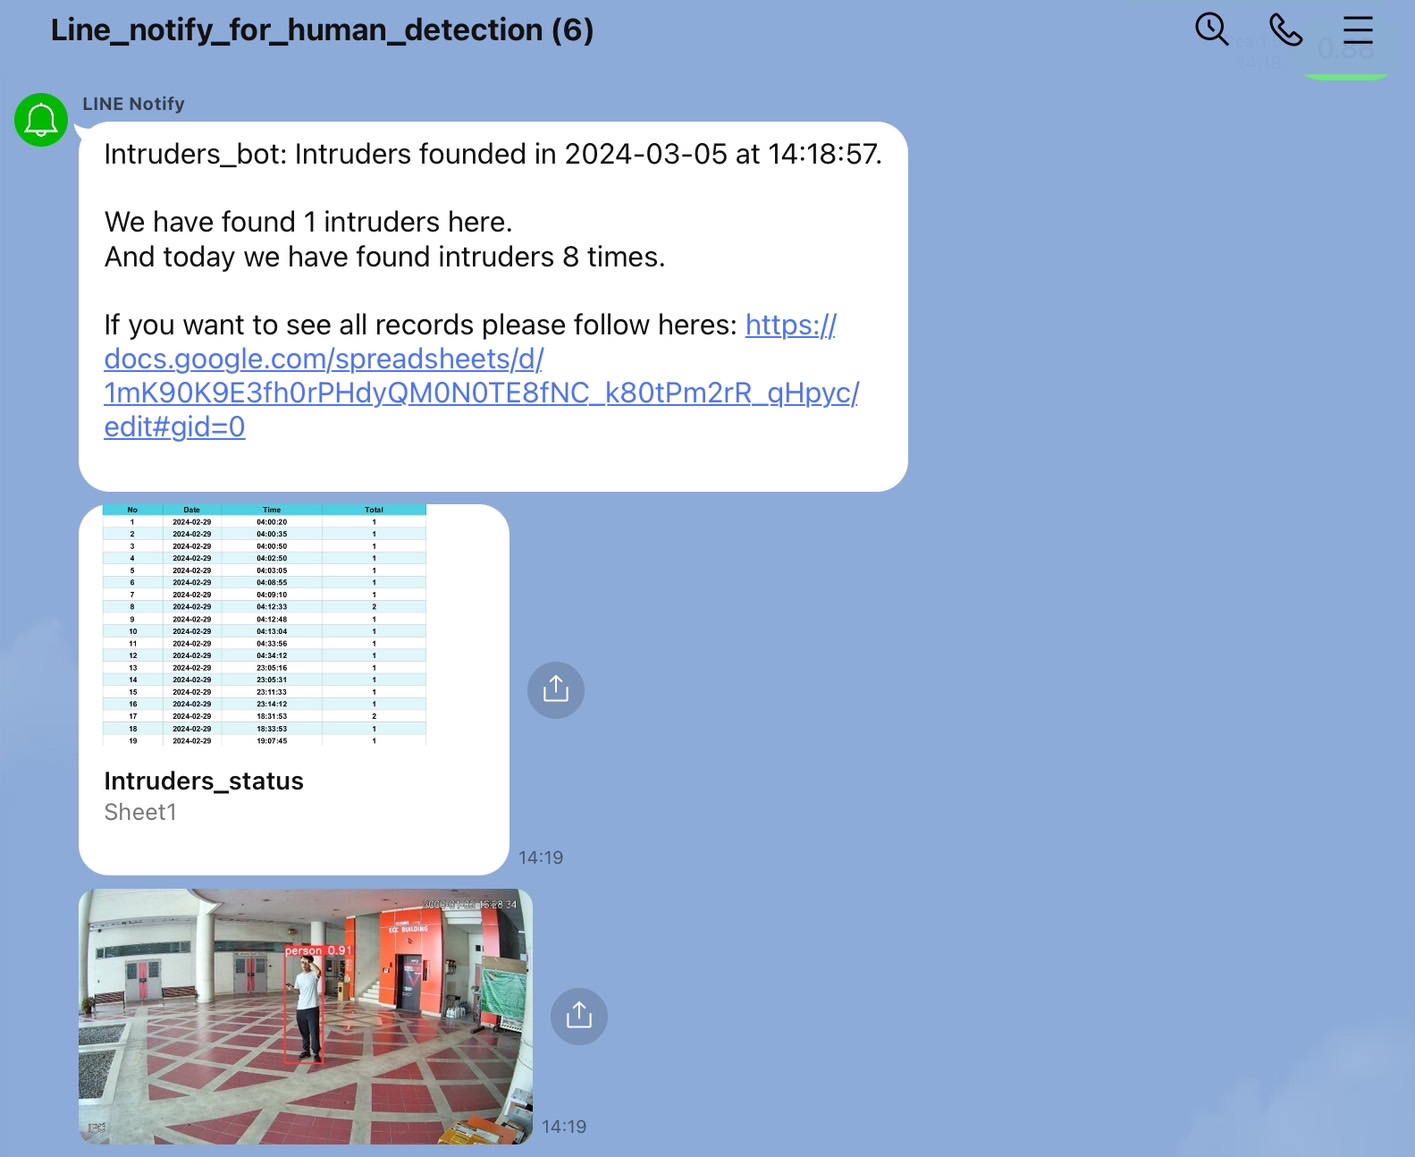 Line_notify_for_human_detection (6)
0.88
LINE Notify
Intruders_bot: Intruders founded in 2024-03-05 at 14:18:57.
We have found 1 intruders here.
And today we have found intruders 8 times.
If you want to see all records please follow heres: https://
docs.google.com/spreadsheets/d/
1mK90K9E3fh0rPHdyQM0N0TE8fNC_k80tPm2rR_qHpyc/
edit#gid=0
No Date Time Total
1 2024-02-29 04:00:20 1
2 2024-02-29 04:00:35 1
3 2024-02-29 04:00:50 1
4 2024-02-29 04:02:50 1
5 2024-02-29 04:03:05 1
6 2024-02-29 04:08:55 1
7 2024-02-29 04:09:10 1
8 2024-02-29 04:12:33 2
9 2024-02-29 04:12:48 1
10 2024-02-29 04:13:04 1
11 2024-02-29 04:33:56 1
12 2024-02-29 04:34:12 1
13 2024-02-29 23:05:16 1
14 2024-02-29 23:05:31 1
15 2024-02-29 23:11:33 1
16 2024-02-29 23:14:12 1
17 2024-02-29 18:31:53 2
18 2024-02-29 18:33:53 1
19 2024-02-29 19:07:45 1
Intruders_status
Sheet1
14:19
16:28:34
ECC BUILDING
person 0.91
14:19